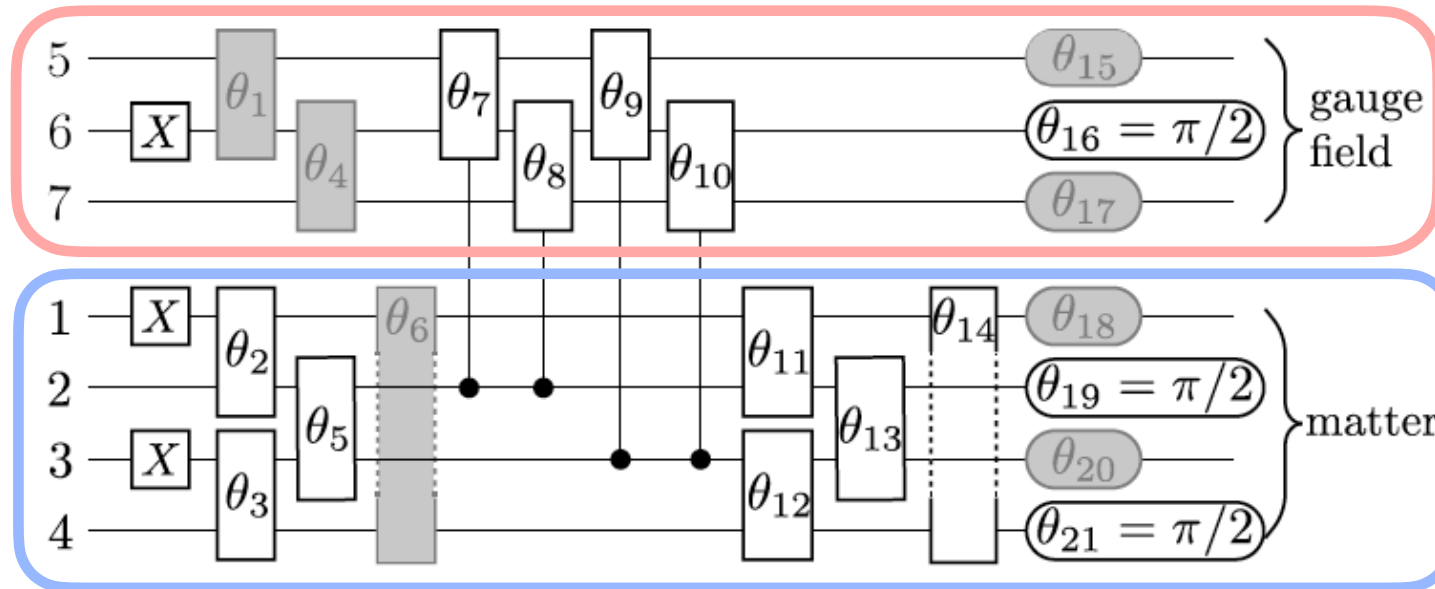 5 θ₁ θ₇ θ₉ θ₁₅
6 X θ₄ θ₈ θ₁₀ θ₁₆ = π/2 gauge
7 θ₁₇ field
1 X θ₂ θ₆ θ₁₁ θ₁₄ θ₁₈
2 θ₅ θ₁₃ θ₁₉ = π/2
3 X θ₃ θ₁₂ θ₂₀ matter
4 θ₂₁ = π/2